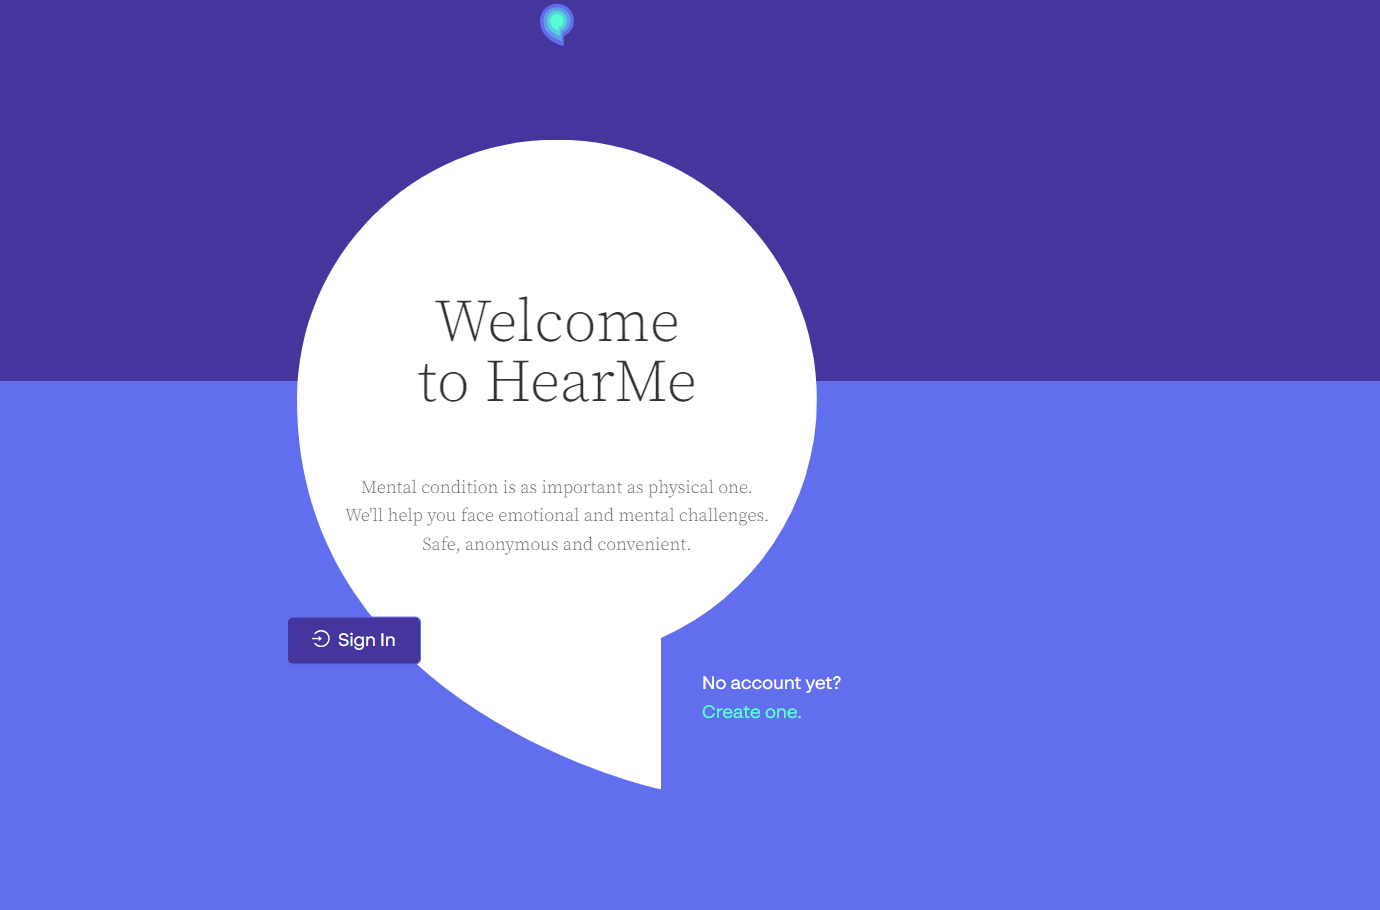 Welcome
to HearMe
Mental condition is as important as physical one.
We'll help you face emotional and mental challenges.
Safe, anonymous and convenient.
Sign In
No account yet?
Create one.